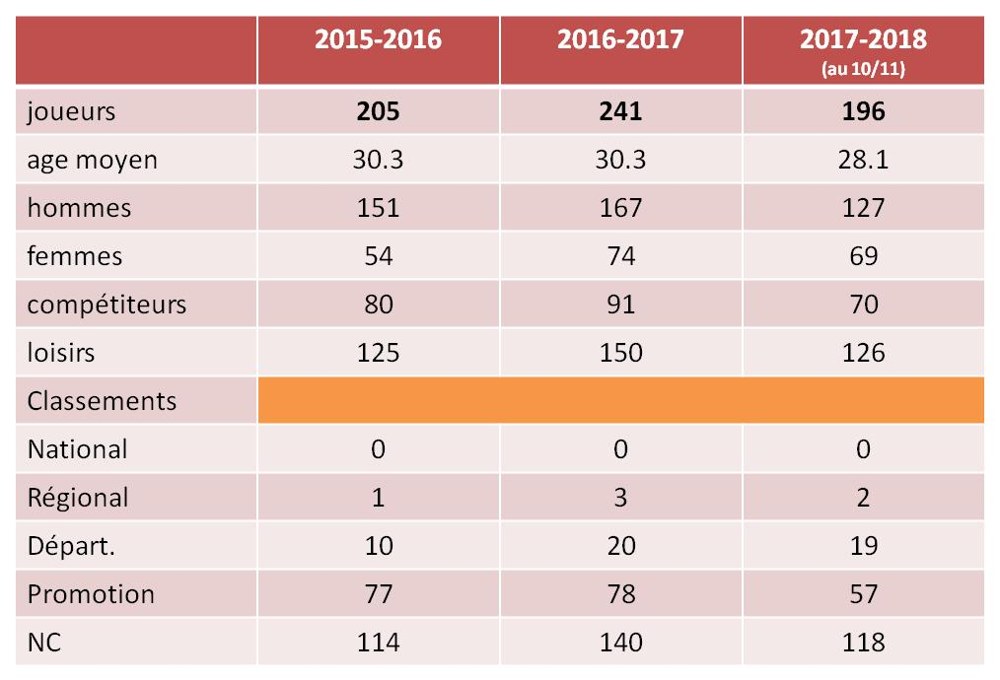 2015-2016 2016-2017 2017-2018
(au 10/11)
joueurs 205 241 196
age moyen 30.3 30.3 28.1
hommes 151 167 127
femmes 54 74 69
compétiteurs 80 91 70
loisirs 125 150 126
Classements
National 0 0 0
Régional 1 3 2
Départ. 10 20 19
Promotion 77 78 57
NC 114 140 118